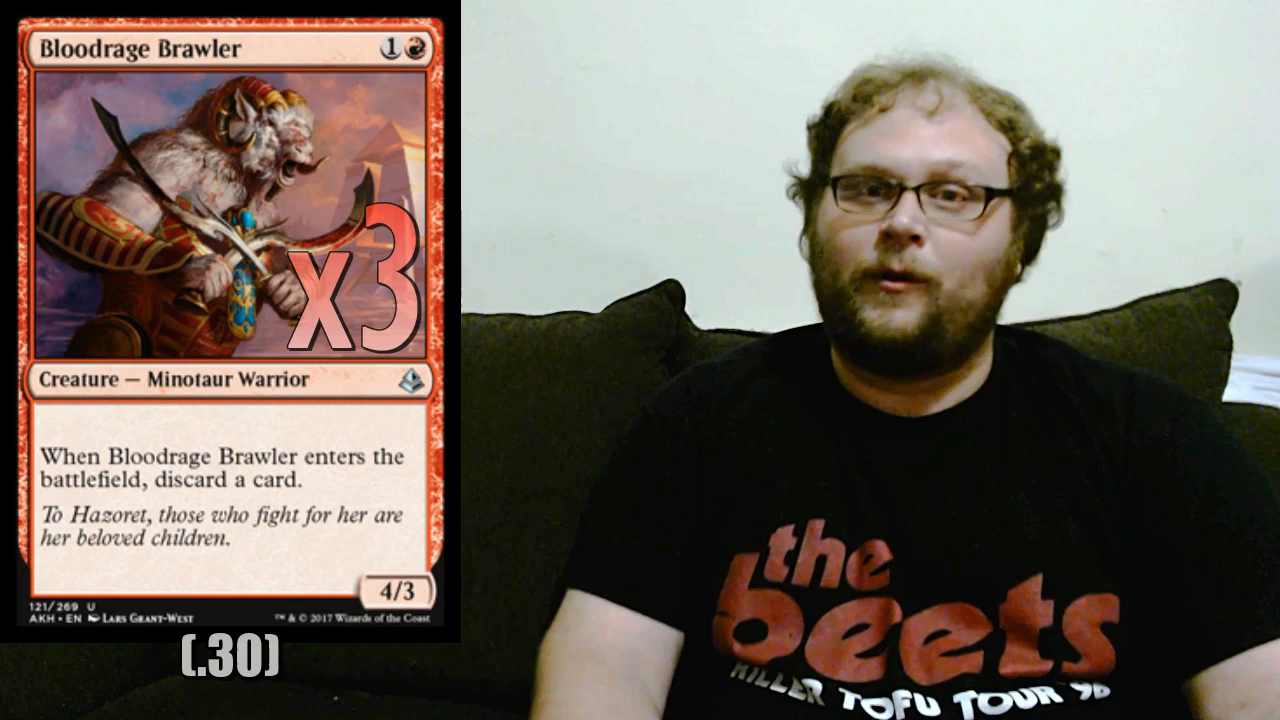 Bloodrage Brawler 1
x3
Creature — Minotaur Warrior
When Bloodrage Brawler enters the
battlefield, discard a card.
To Hazoret, those who fight for her are
her beloved children.
4/3
121/269 U
AKH • EN Lars Grant-West
™ & © 2017 Wizards of the Coast
(.30)
the
beets
KILLER TOFU TOUR '98